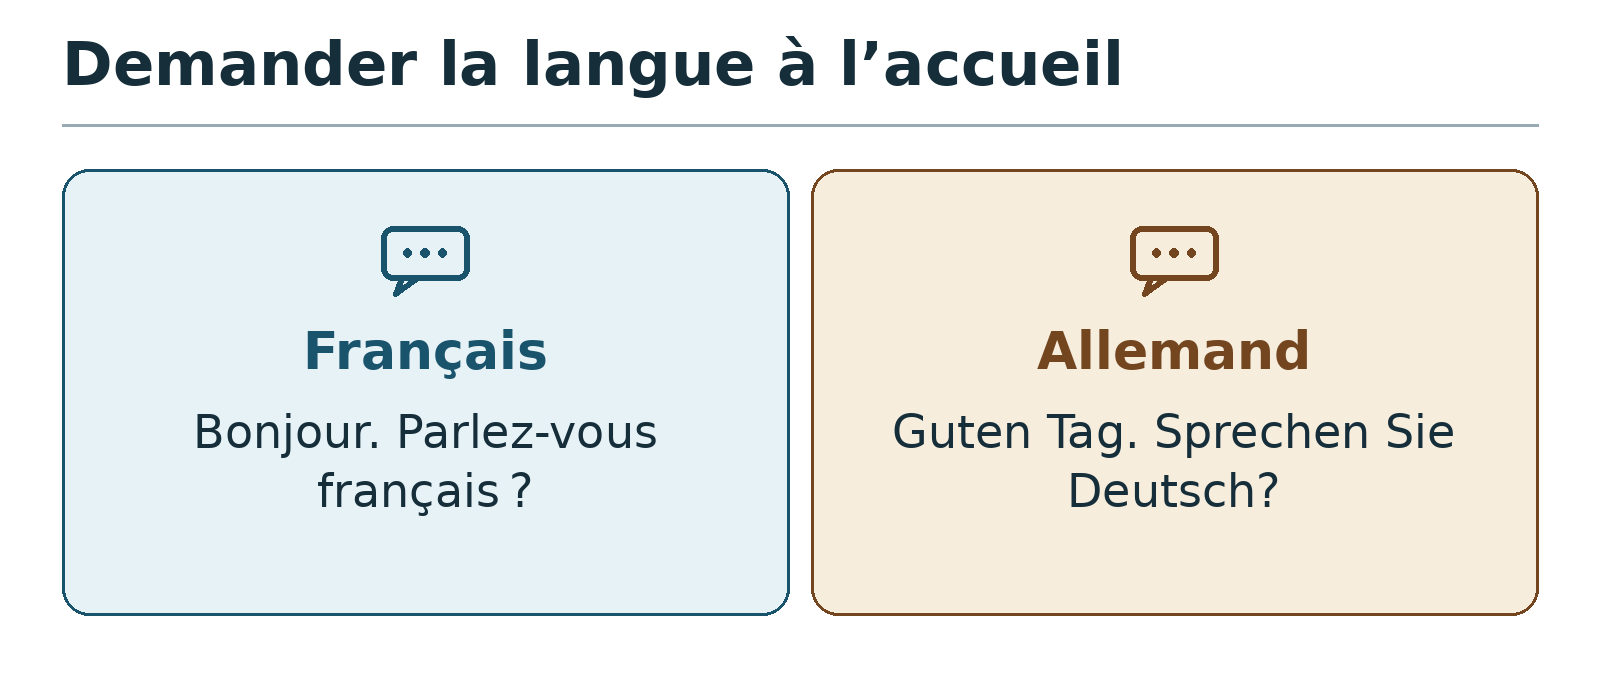 Demander la langue à l’accueil
Français
Bonjour. Parlez-vous
français ?
Allemand
Guten Tag. Sprechen Sie
Deutsch?